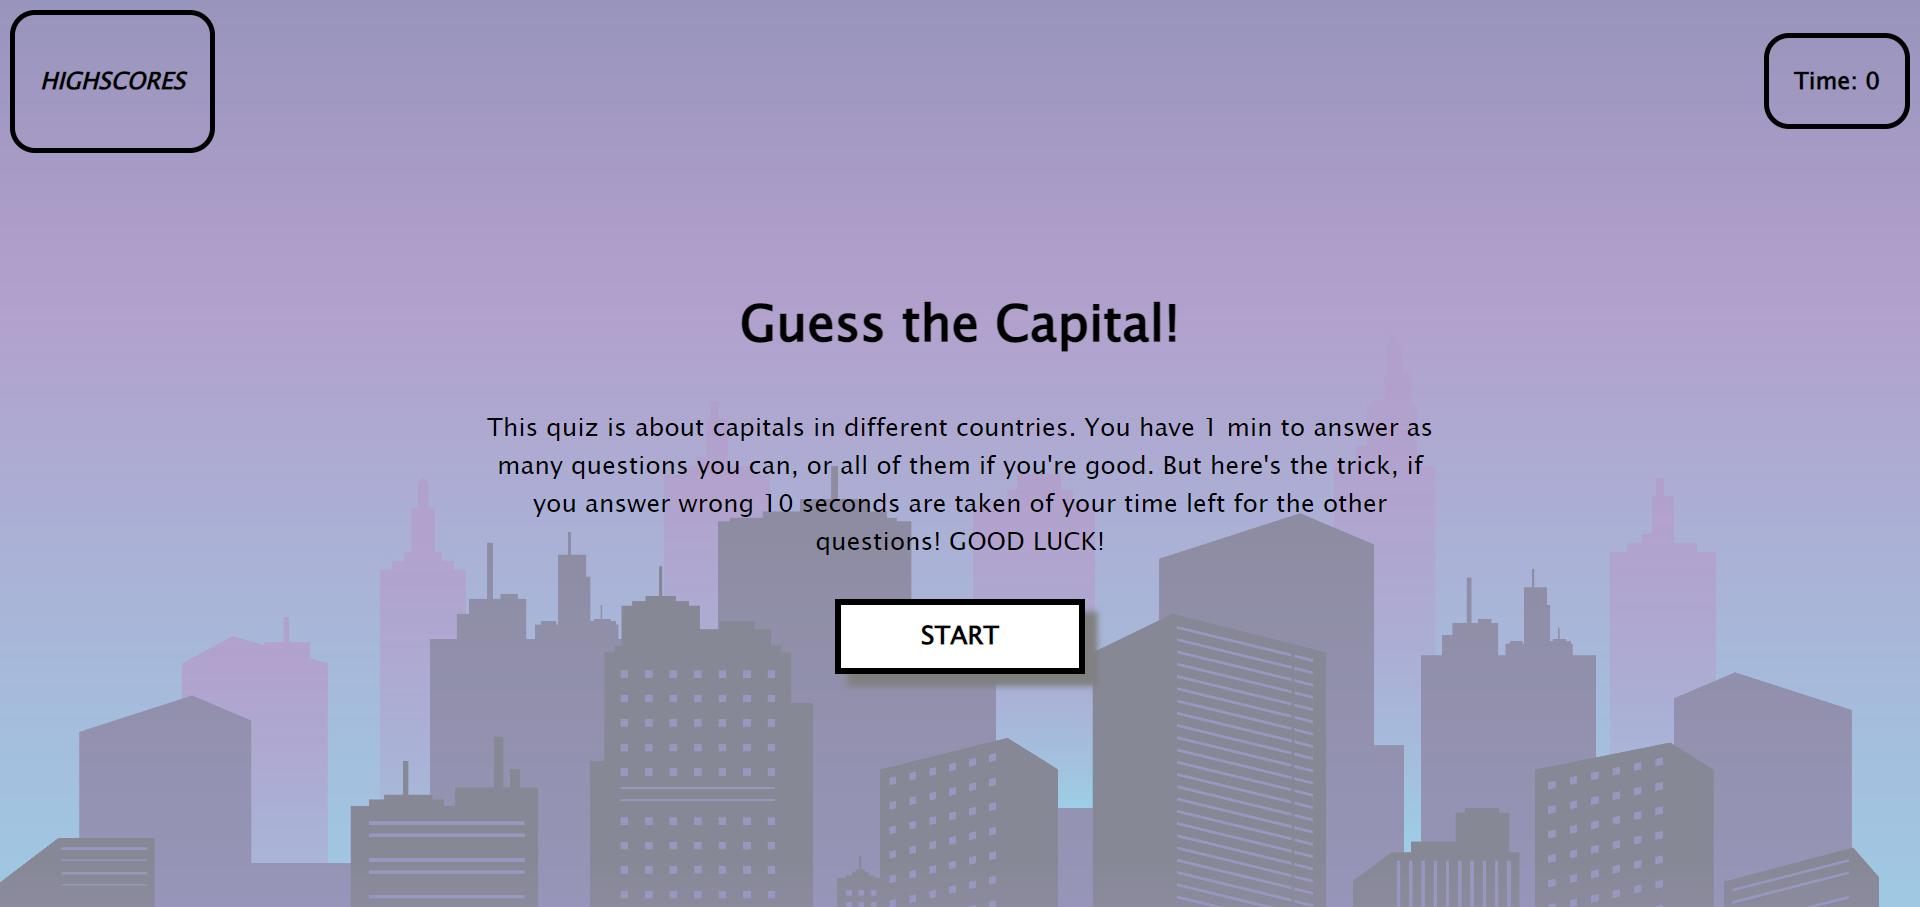 HIGHSCORES
Time: 0
Guess the Capital!
This quiz is about capitals in different countries. You have 1 min to answer as
many questions you can, or all of them if you're good. But here's the trick, if
you answer wrong 10 seconds are taken of your time left for the other
questions! GOOD LUCK!
START